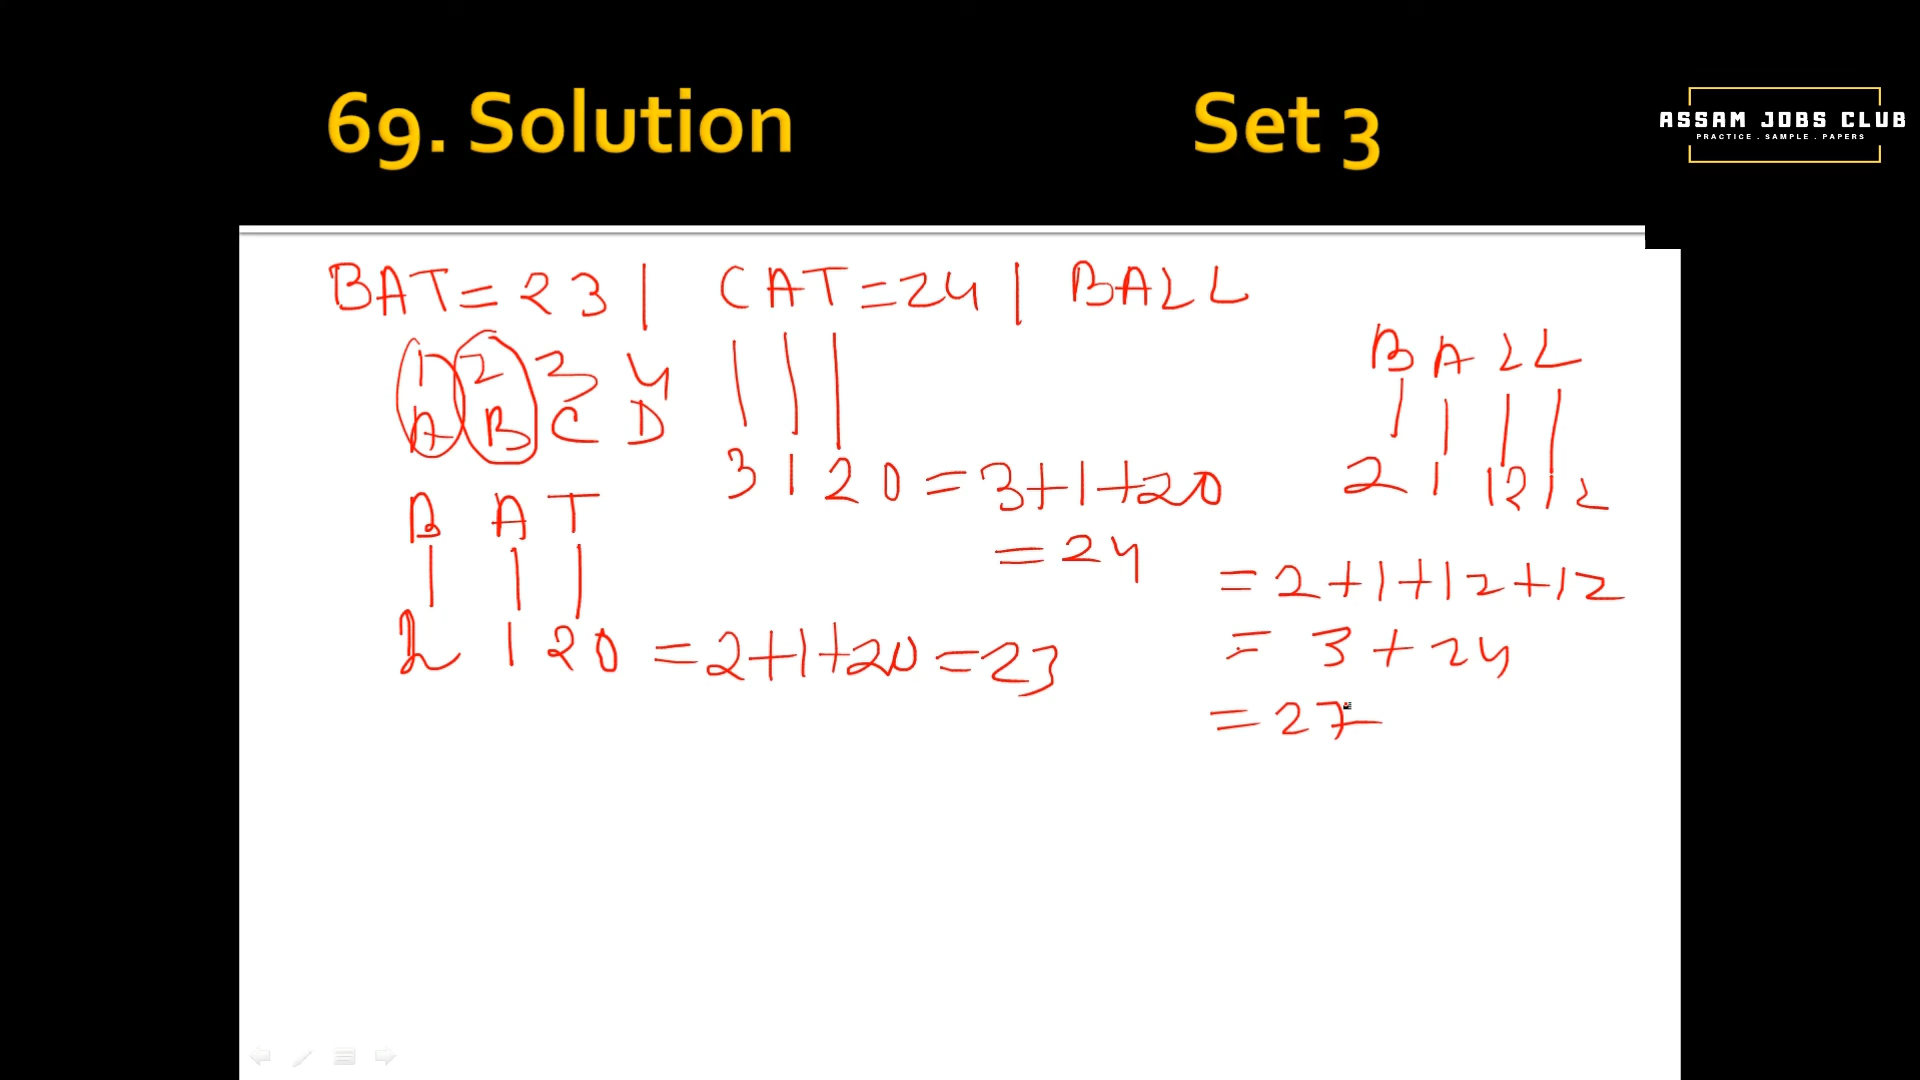 69. Solution Set 3
ASSAM JOBS CLUB
PRACTICE . SAMPLE . PAPERS
BAT = 23 | CAT = 24 | BALL
1 2 3 4
A B C D
3 1 20 = 3+1+20
= 24
B A T
2 1 20 = 2+1+20 = 23
B A L L
2 1 12 12
= 2+1+12+12
= 3 + 24
= 27